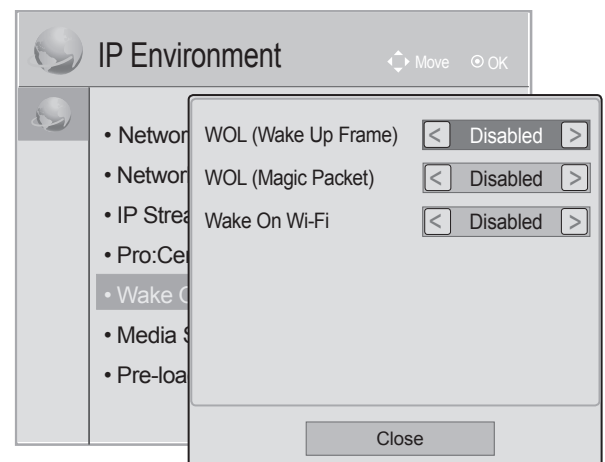 IP Environment
Move OK
• Networ
• Networ
• IP Strea
• Pro:Cer
• Wake O
• Media S
• Pre-loa
WOL (Wake Up Frame) < Disabled >
WOL (Magic Packet) < Disabled >
Wake On Wi-Fi < Disabled >
Close